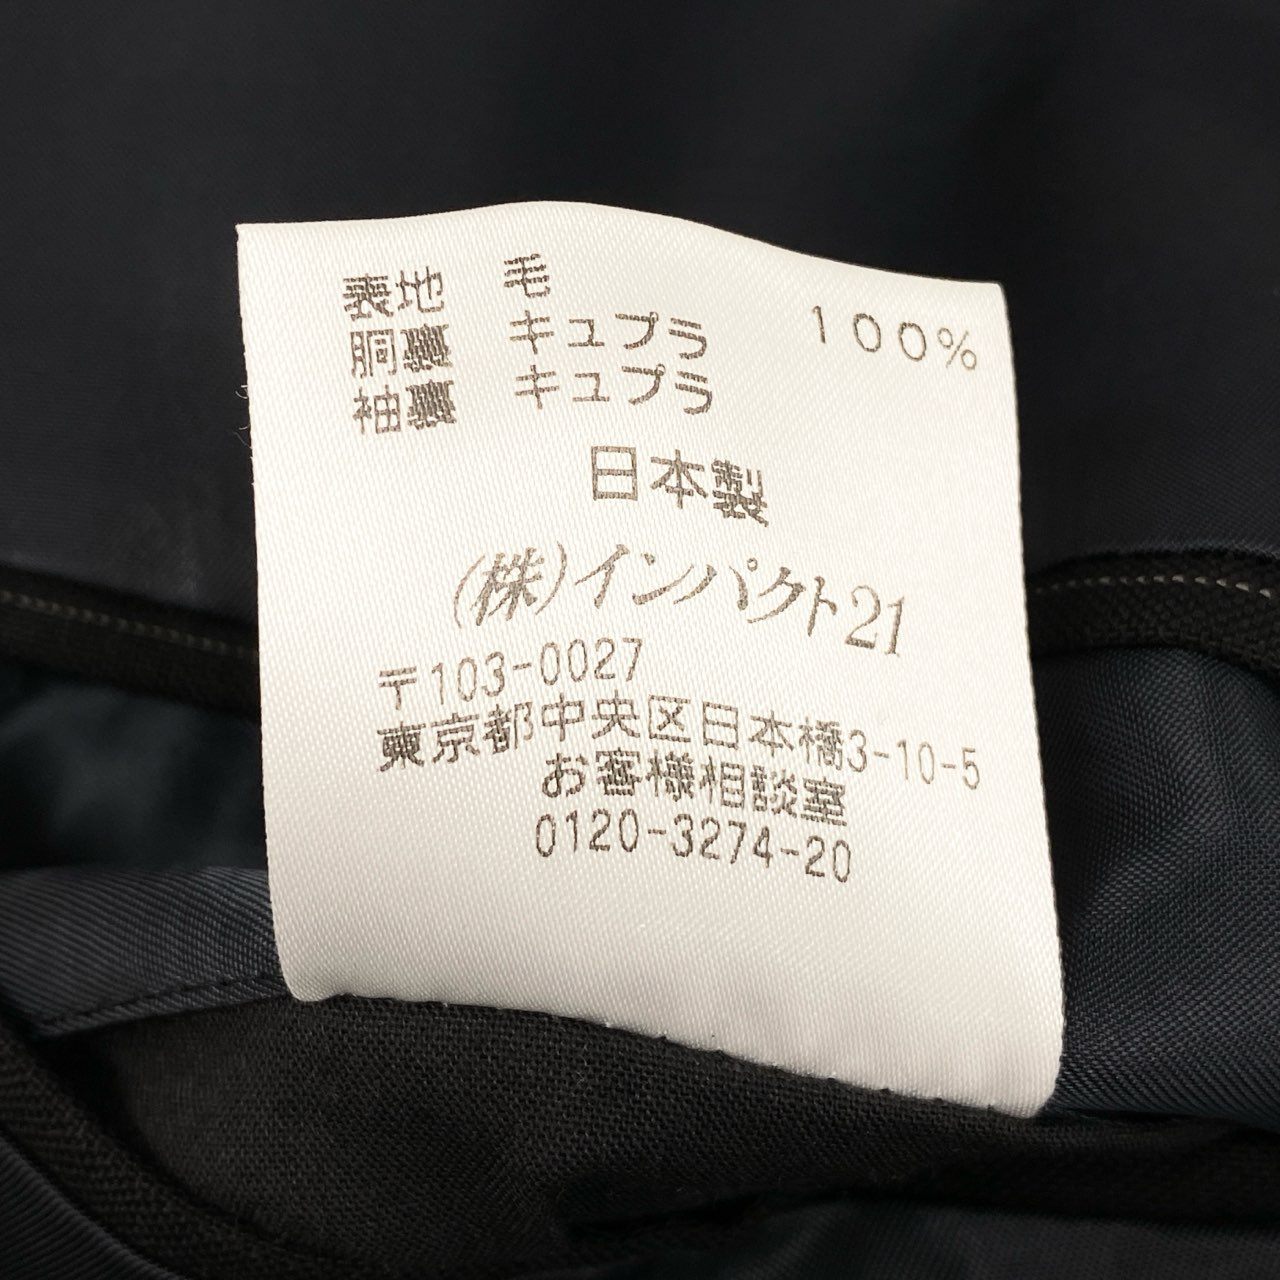 表地 毛 100%
胴裏 キュプラ
袖裏 キュプラ
日本製
(株)インパクト21
〒103-0027
東京都中央区日本橋3-10-5
お客様相談室
0120-3274-20